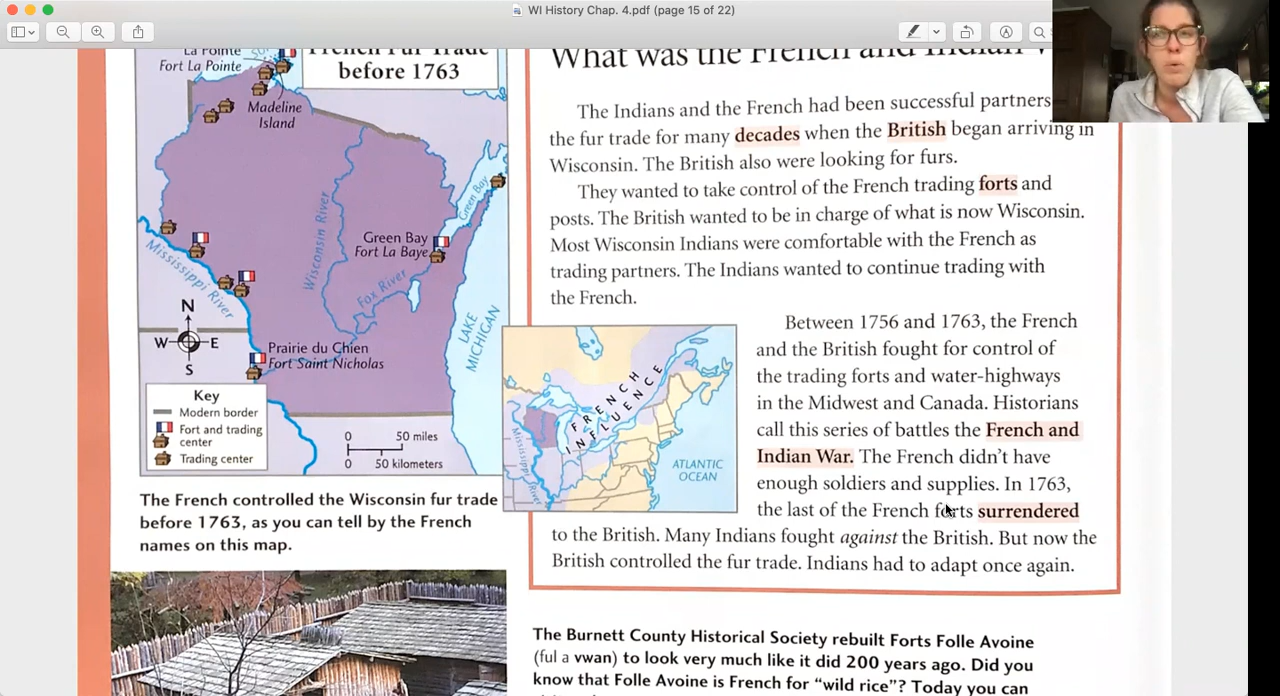 WI History Chap. 4.pdf (page 15 of 22)
La Pointe
Fort La Pointe
French Fur Trade
before 1763
Madeline
Island
Wisconsin River
Green Bay
Green Bay
Fort La Baye
Fox River
Mississippi River
LAKE
MICHIGAN
N
W E
S
Prairie du Chien
Fort Saint Nicholas
Key
Modern border
Fort and trading
center
Trading center
0 50 miles
0 50 kilometers
The French controlled the Wisconsin fur trade
before 1763, as you can tell by the French
names on this map.
What was the French and Indian
The Indians and the French had been successful partners
the fur trade for many decades when the British began arriving in
Wisconsin. The British also were looking for furs.
They wanted to take control of the French trading forts and
posts. The British wanted to be in charge of what is now Wisconsin.
Most Wisconsin Indians were comfortable with the French as
trading partners. The Indians wanted to continue trading with
the French.
FRENCH
INFLUENCE
Mississippi River
ATLANTIC
OCEAN
Between 1756 and 1763, the French
and the British fought for control of
the trading forts and water-highways
in the Midwest and Canada. Historians
call this series of battles the French and
Indian War. The French didn't have
enough soldiers and supplies. In 1763,
the last of the French forts surrendered
to the British. Many Indians fought against the British. But now the
British controlled the fur trade. Indians had to adapt once again.
The Burnett County Historical Society rebuilt Forts Folle Avoine
(ful a vwan) to look very much like it did 200 years ago. Did you
know that Folle Avoine is French for "wild rice"? Today you can